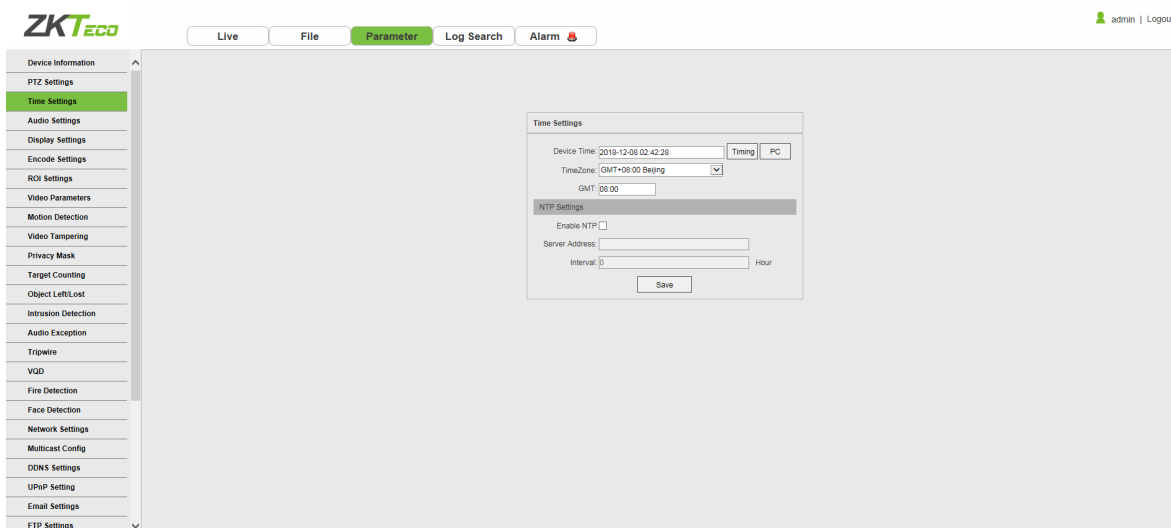 ZKTECO
admin | Logou
Live File Parameter Log Search Alarm
Device Information
PTZ Settings
Time Settings
Audio Settings
Display Settings
Encode Settings
ROI Settings
Video Parameters
Motion Detection
Video Tampering
Privacy Mask
Target Counting
Object Left/Lost
Intrusion Detection
Audio Exception
Tripwire
VQD
Fire Detection
Face Detection
Network Settings
Multicast Config
DDNS Settings
UPnP Setting
Email Settings
FTP Settings
Time Settings
Device Time: 2018-12-08 02:42:28 Timing PC
TimeZone: GMT+08:00 Beijing
GMT: 08:00
NTP Settings
Enable NTP
Server Address:
Interval: 0 Hour
Save